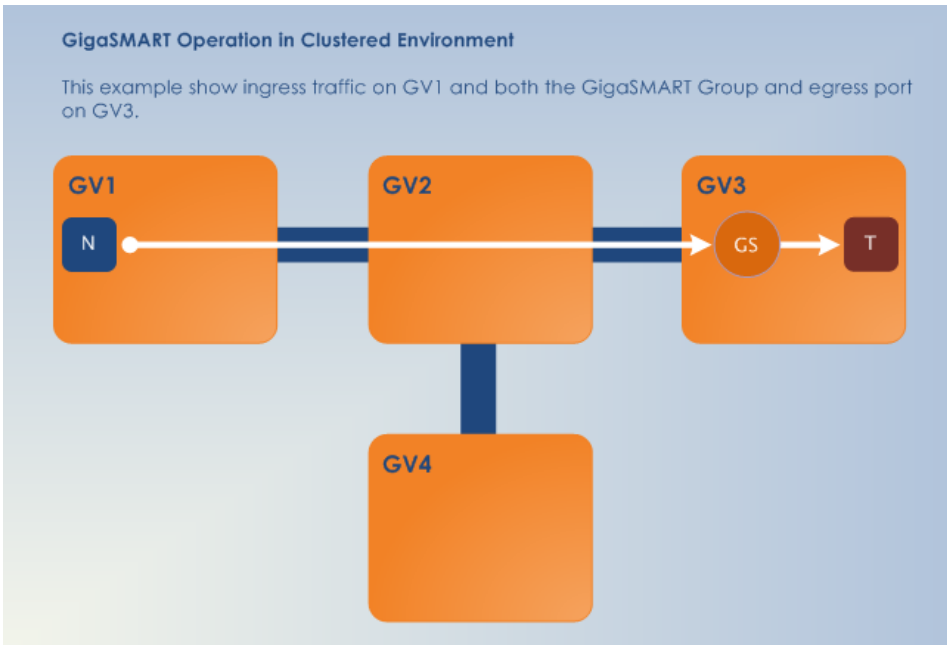 GigaSMART Operation in Clustered Environment
This example show ingress traffic on GV1 and both the GigaSMART Group and egress port
on GV3.
GV1
GV2
GV3
N
GS
T
GV4